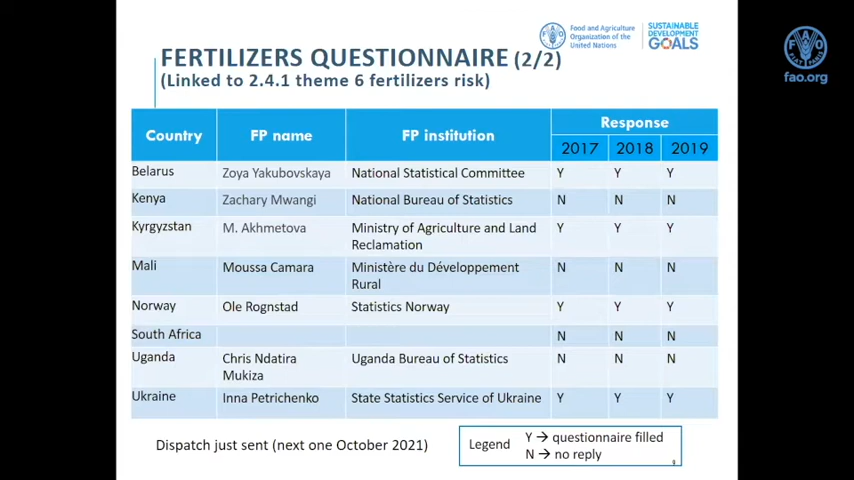 Food and Agriculture
Organization of the
United Nations
SUSTAINABLE
DEVELOPMENT
GOALS
FAO
FIAT PANIS
fao.org
FERTILIZERS QUESTIONNAIRE (2/2)
(Linked to 2.4.1 theme 6 fertilizers risk)
Country FP name FP institution Response
2017 2018 2019
Belarus Zoya Yakubovskaya National Statistical Committee Y Y Y
Kenya Zachary Mwangi National Bureau of Statistics N N N
Kyrgyzstan M. Akhmetova Ministry of Agriculture and Land Y Y Y
Reclamation
Mali Moussa Camara Ministère du Développement N N N
Rural
Norway Ole Rognstad Statistics Norway Y Y Y
South Africa N N N
Uganda Chris Ndatira Uganda Bureau of Statistics N N N
Mukiza
Ukraine Inna Petrichenko State Statistics Service of Ukraine Y Y Y
Dispatch just sent (next one October 2021)
Legend Y → questionnaire filled
N → no reply